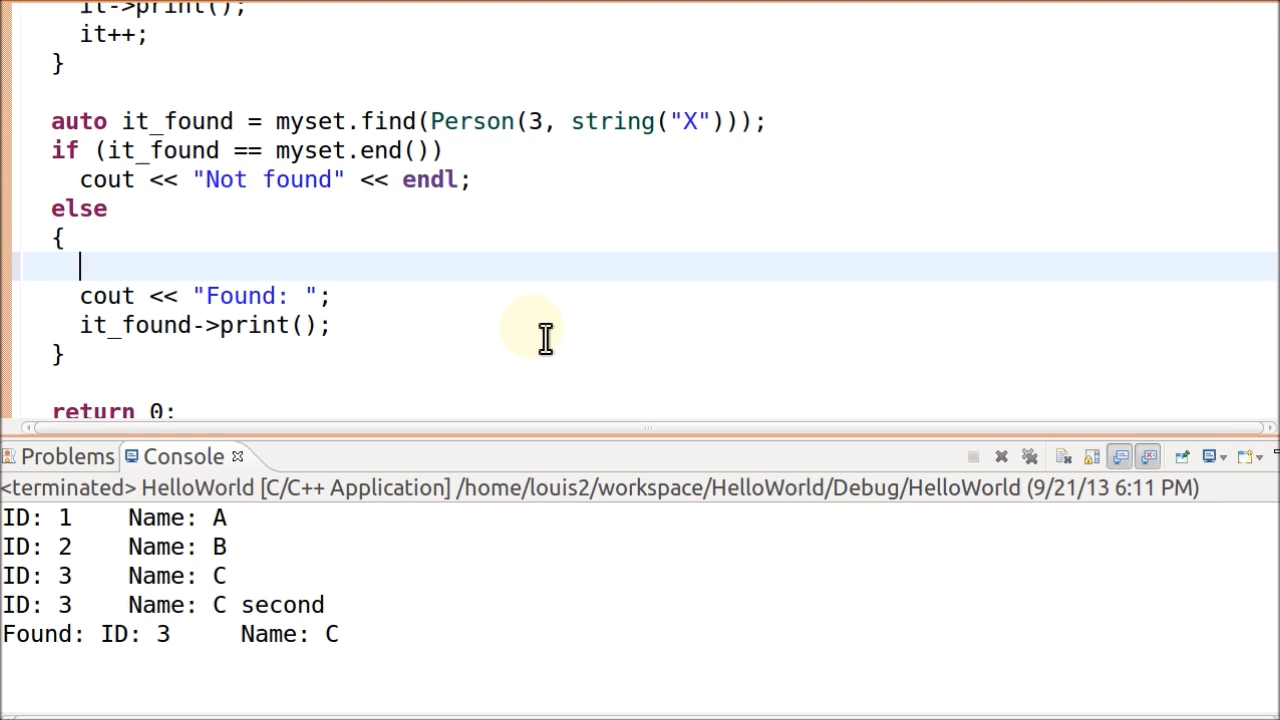 it->print();
it++;
}
auto it_found = myset.find(Person(3, string("X")));
if (it_found == myset.end())
cout << "Not found" << endl;
else
{
cout << "Found: ";
it_found->print();
}
return 0;
Problems Console
<terminated> HelloWorld [C/C++ Application] /home/louis2/workspace/HelloWorld/Debug/HelloWorld (9/21/13 6:11 PM)
ID: 1    Name: A
ID: 2    Name: B
ID: 3    Name: C
ID: 3    Name: C second
Found: ID: 3     Name: C